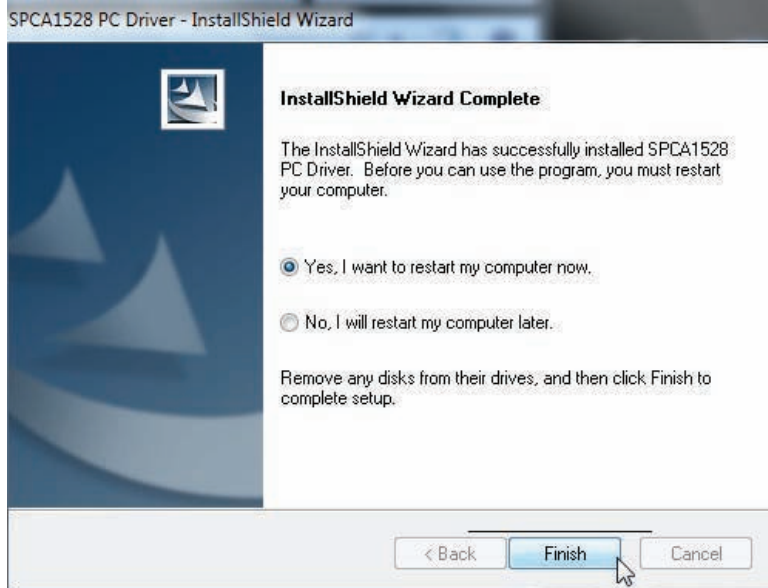 SPCA1528 PC Driver - InstallShield Wizard
InstallShield Wizard Complete
The InstallShield Wizard has successfully installed SPCA1528
PC Driver. Before you can use the program, you must restart
your computer.
Yes, I want to restart my computer now.
No, I will restart my computer later.
Remove any disks from their drives, and then click Finish to
complete setup.
< Back Finish Cancel